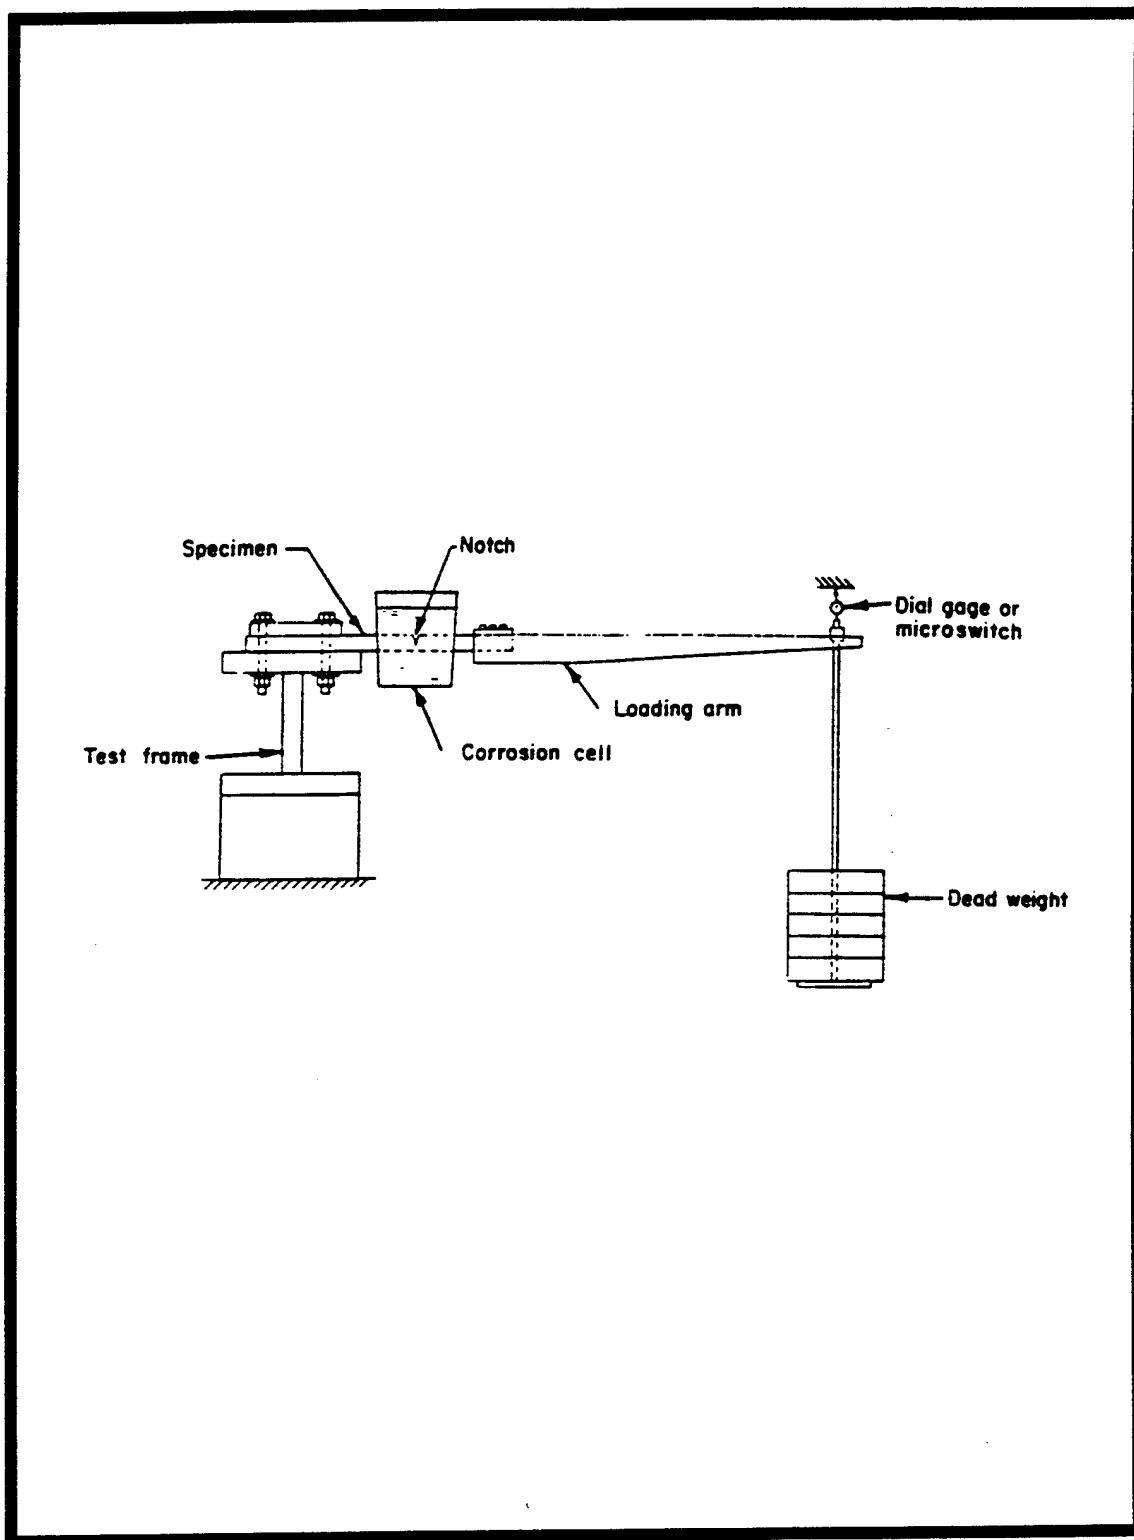 Specimen
Notch
Dial gage or
microswitch
Loading arm
Test frame
Corrosion cell
Dead weight